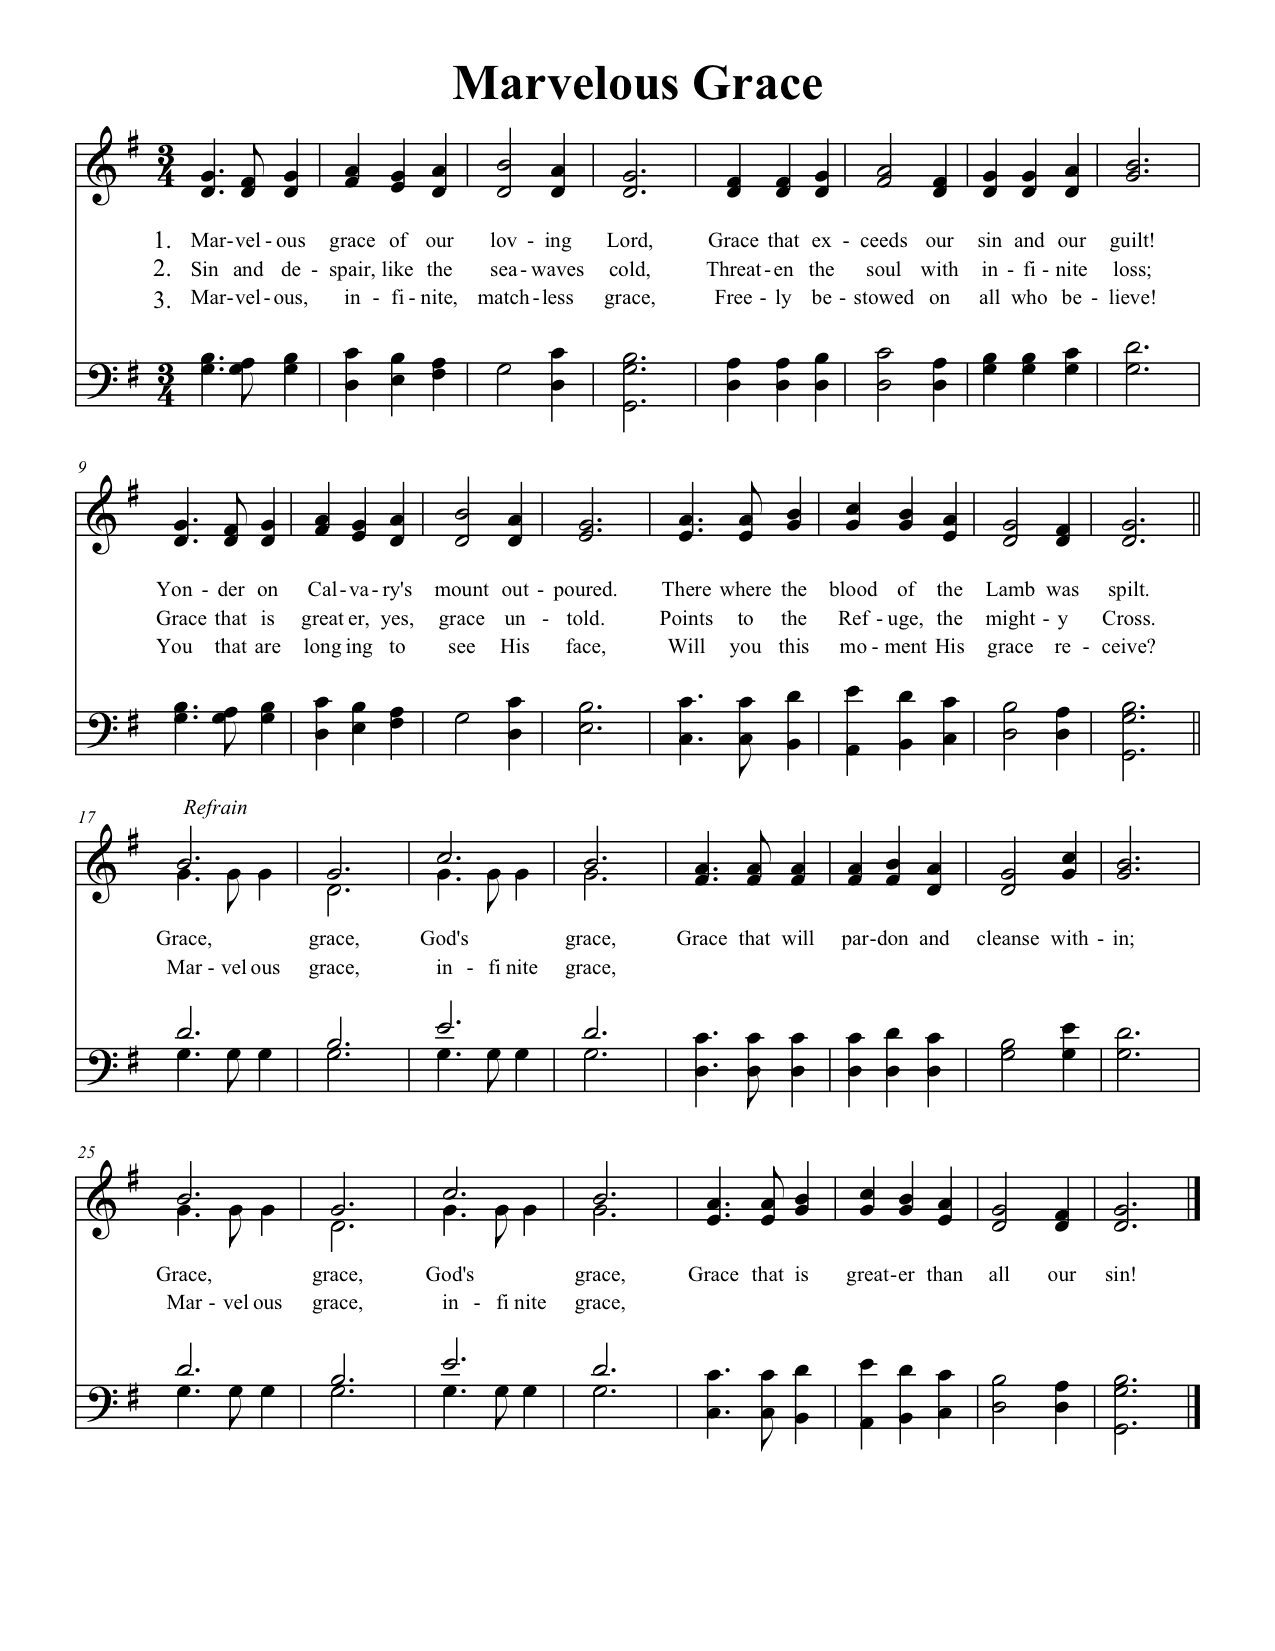 Marvelous Grace
1. Mar-vel-ous grace of our lov - ing Lord, Grace that ex - ceeds our sin and our guilt!
2. Sin and de - spair, like the sea - waves cold, Threat-en the soul with in - fi - nite loss;
3. Mar-vel-ous, in - fi - nite, match-less grace, Free - ly be - stowed on all who be - lieve!
9
Yon - der on Cal-va-ry's mount out - poured. There where the blood of the Lamb was spilt.
Grace that is great er, yes, grace un - told. Points to the Ref - uge, the might - y Cross.
You that are long ing to see His face, Will you this mo - ment His grace re - ceive?
17 Refrain
Grace, grace, God's grace, Grace that will par-don and cleanse with - in;
Mar - vel ous grace, in - fi nite grace,
25
Grace, grace, God's grace, Grace that is great-er than all our sin!
Mar - vel ous grace, in - fi nite grace,